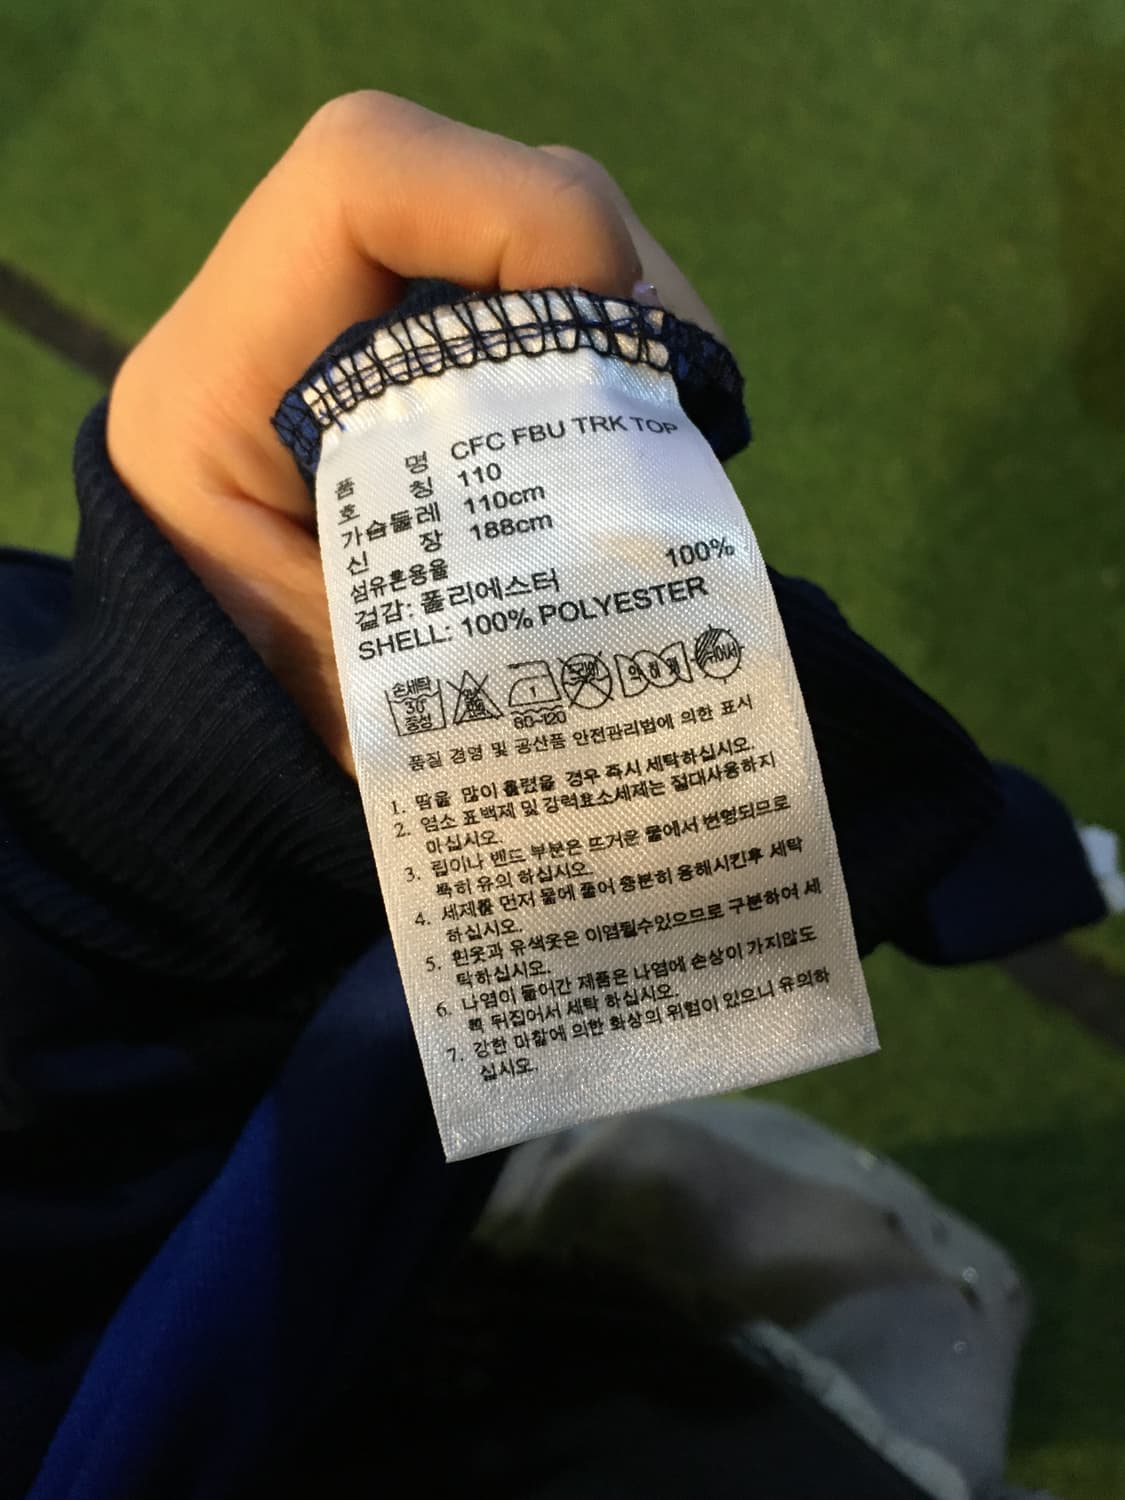 품 명 CFC FBU TRK TOP
호 칭 110
가슴둘레 110cm
신 장 188cm
섬유혼용율
겉감: 폴리에스터 100%
SHELL: 100% POLYESTER
손세탁
30
중성
1
80~120
품질 경영 및 공산품 안전관리법에 의한 표시
1. 땀을 많이 흘렸을 경우 즉시 세탁하십시오.
2. 염소 표백제 및 강력효소세제는 절대사용하지
마십시오.
3. 립이나 밴드 부분은 뜨거운 물에서 변형되므로
특히 유의 하십시오.
4. 세제를 먼저 물에 풀어 충분히 용해시킨후 세탁
하십시오.
5. 흰옷과 유색옷은 이염될수있으므로 구분하여 세
탁하십시오.
6. 나염이 들어간 제품은 나염에 손상이 가지않도
록 뒤집어서 세탁 하십시오.
7. 강한 마찰에 의한 화상의 위험이 있으니 유의하
십시오.